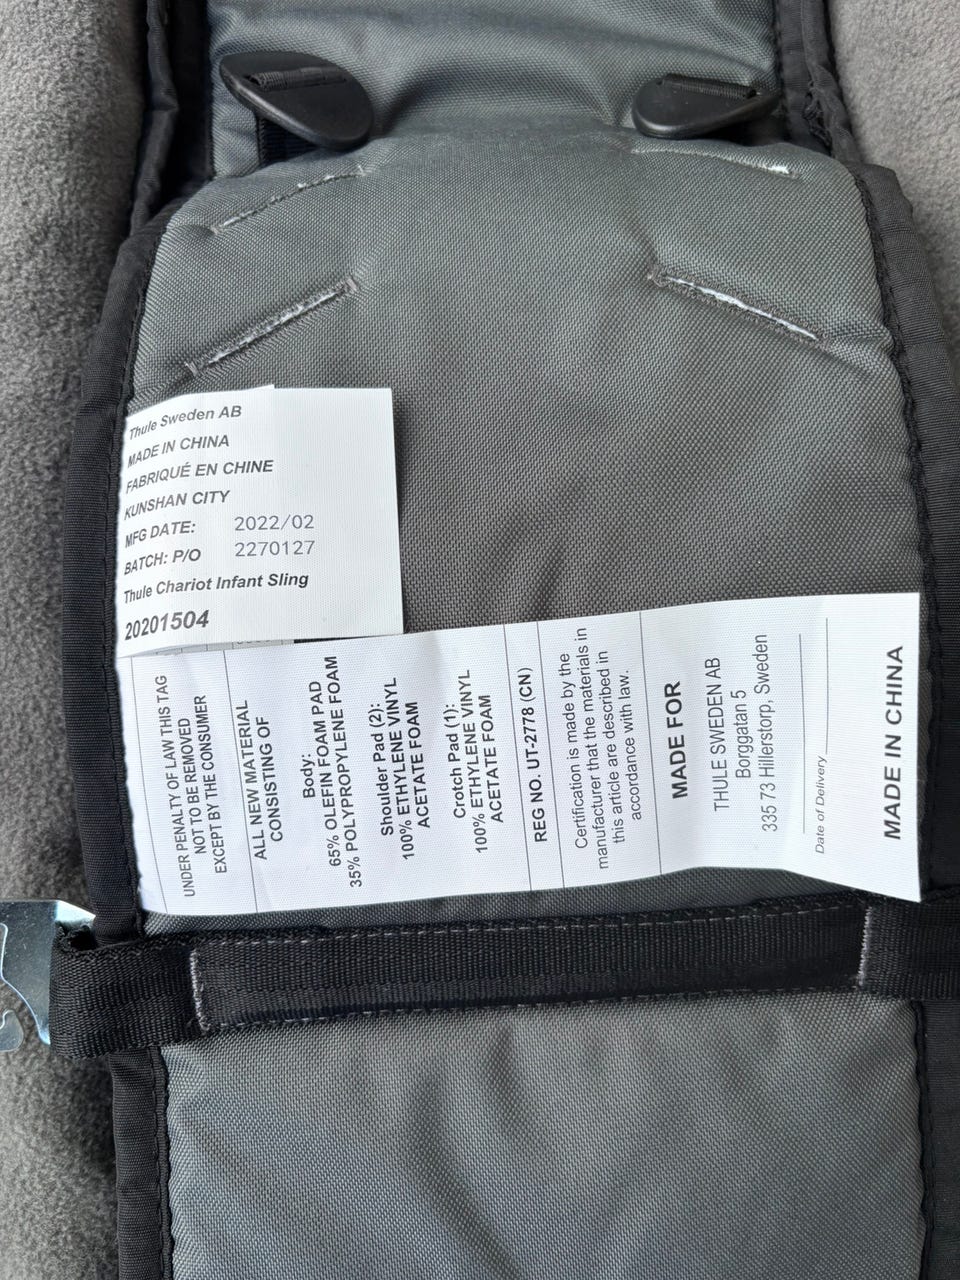 Thule Sweden AB
MADE IN CHINA
FABRIQUÉ EN CHINE
KUNSHAN CITY
MFG DATE: 2022/02
BATCH: P/O 2270127
Thule Chariot Infant Sling
20201504
UNDER PENALTY OF LAW THIS TAG
NOT TO BE REMOVED
EXCEPT BY THE CONSUMER
ALL NEW MATERIAL
CONSISTING OF
Body:
65% OLEFIN FOAM PAD
35% POLYPROPYLENE FOAM
Shoulder Pad (2):
100% ETHYLENE VINYL
ACETATE FOAM
Crotch Pad (1):
100% ETHYLENE VINYL
ACETATE FOAM
REG NO. UT-2778 (CN)
Certification is made by the
manufacturer that the materials in
this article are described in
accordance with law.
MADE FOR
THULE SWEDEN AB
Borggatan 5
335 73 Hillerstorp, Sweden
Date of Delivery
MADE IN CHINA